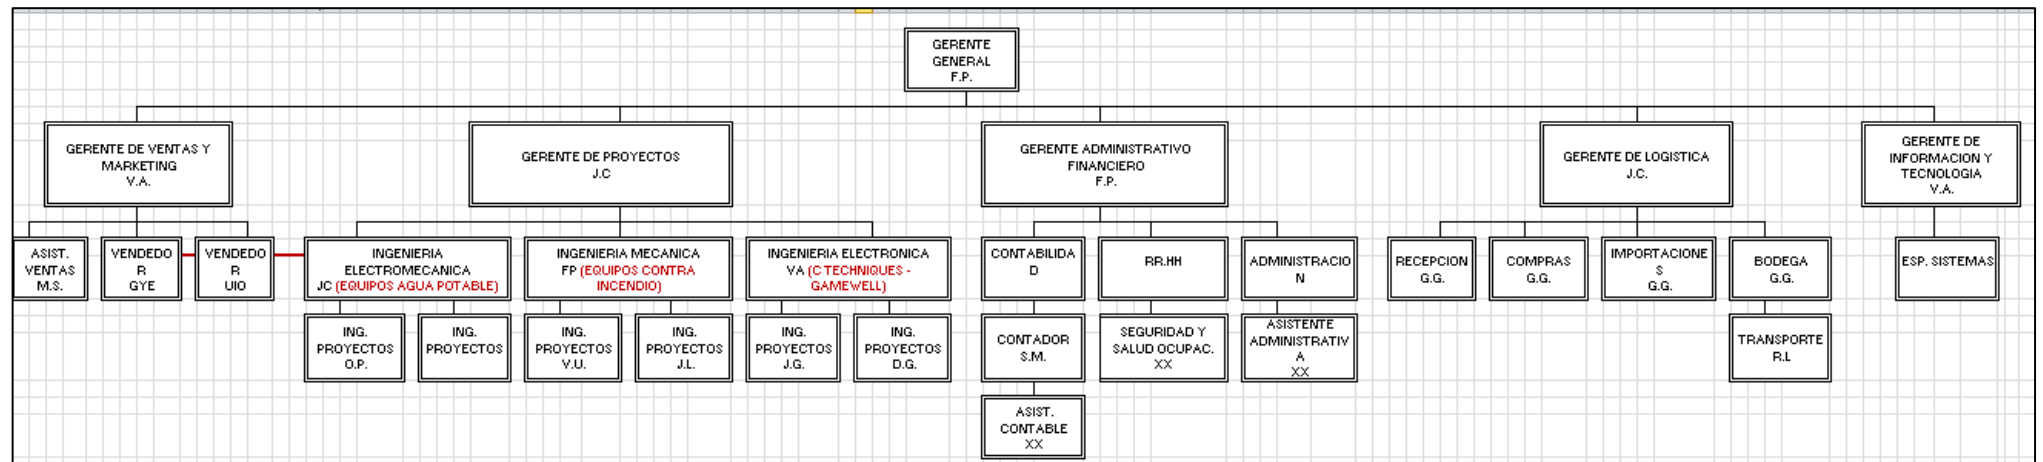 GERENTE
GENERAL
F.P.
GERENTE DE VENTAS Y
MARKETING
V.A.
GERENTE DE PROYECTOS
J.C
GERENTE ADMINISTRATIVO
FINANCIERO
F.P.
GERENTE DE LOGISTICA
J.C.
GERENTE DE
INFORMACION Y
TECNOLOGIA
V.A.
ASIST.
VENTAS
M.S.
VENDEDO
R
GYE
VENDEDO
R
UIO
INGENIERIA
ELECTROMECANICA
JC (EQUIPOS AGUA POTABLE)
INGENIERIA MECANICA
FP (EQUIPOS CONTRA
INCENDIO)
INGENIERIA ELECTRONICA
VA (C TECHNIQUES -
GAMEWELL)
CONTABILIDA
D
RR.HH
ADMINISTRACIO
N
RECEPCION
G.G.
COMPRAS
G.G.
IMPORTACIONE
S
G.G.
BODEGA
G.G.
ESP. SISTEMAS
ING.
PROYECTOS
O.P.
ING.
PROYECTOS
ING.
PROYECTOS
V.U.
ING.
PROYECTOS
J.L.
ING.
PROYECTOS
J.G.
ING.
PROYECTOS
D.G.
CONTADOR
S.M.
SEGURIDAD Y
SALUD OCUPAC.
XX
ASISTENTE
ADMINISTRATIV
A
XX
TRANSPORTE
R.L
ASIST.
CONTABLE
XX